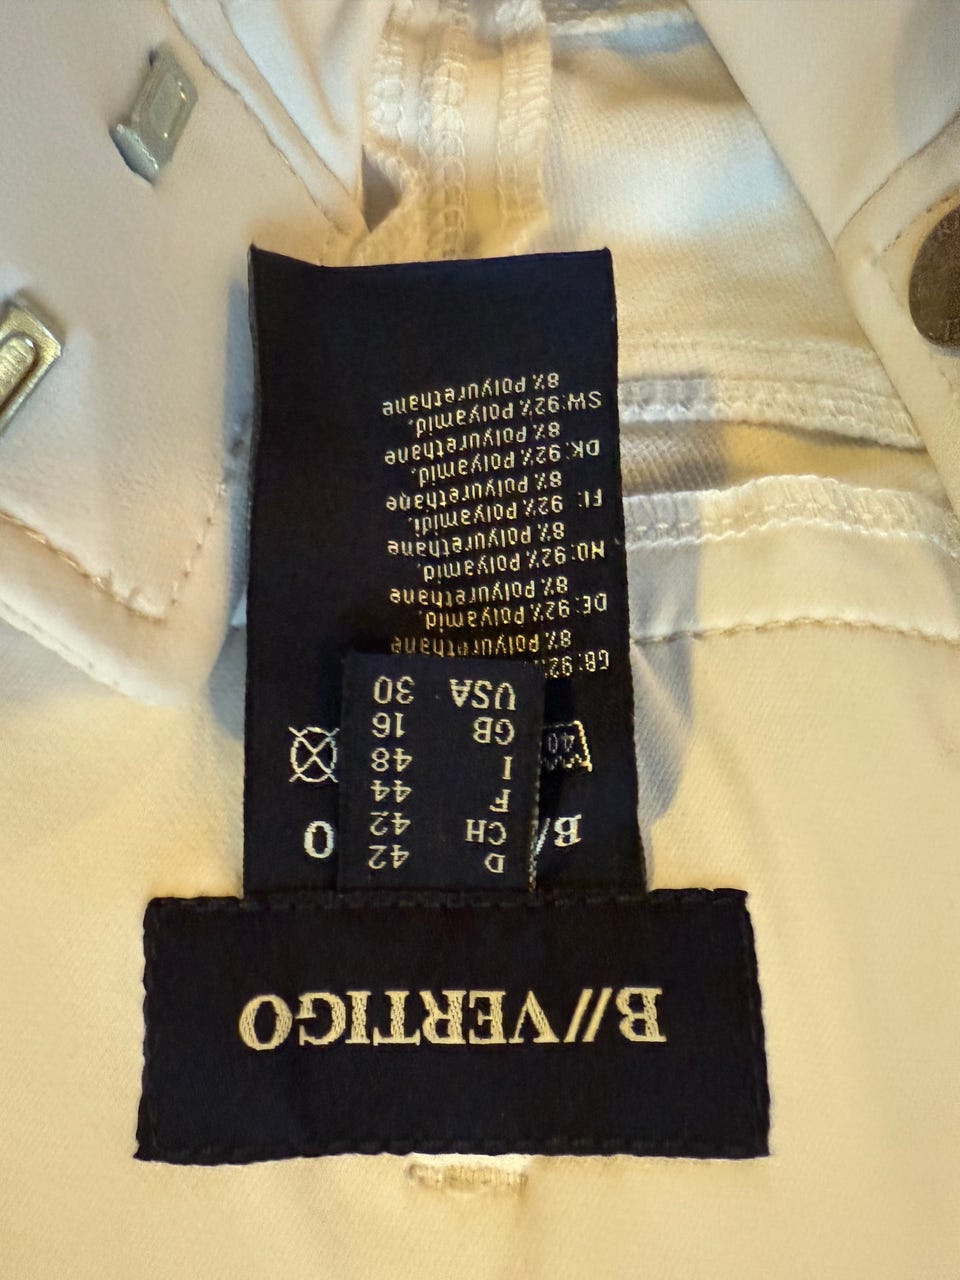 B//VERTIGO
D 42
CH 42
F 44
I 48
GB 16
USA 30
B//
O
40
GB: 92%
8% Polyurethane
DE: 92% Polyamid.
8% Polyurethane
NO: 92% Polyamid.
8% Polyurethane
FI: 92% Polyamidi.
8% Polyurethane
DK: 92% Polyamid.
8% Polyurethane
SW: 92% Polyamid.
8% Polyurethane